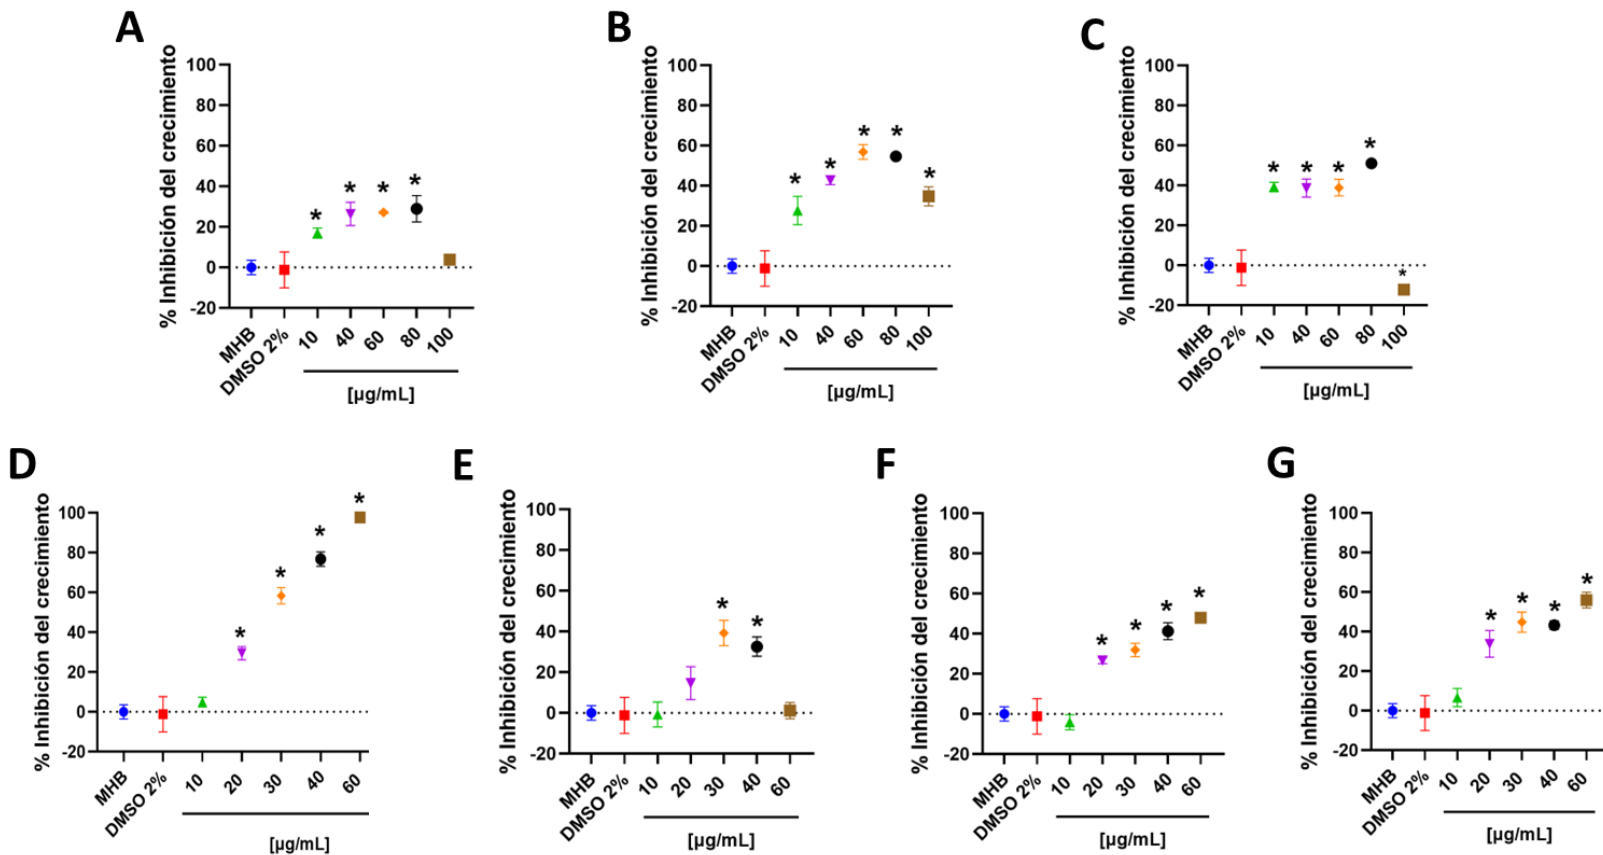 A
% Inhibición del crecimiento
100
80
60
40
20
0
-20
* * * *
MHB DMSO 2% 10 40 60 80 100
[µg/mL]
B
% Inhibición del crecimiento
100
80
60
40
20
0
-20
* * * * *
MHB DMSO 2% 10 40 60 80 100
[µg/mL]
C
% Inhibición del crecimiento
100
80
60
40
20
0
-20
* * * * *
MHB DMSO 2% 10 40 60 80 100
[µg/mL]
D
% Inhibición del crecimiento
100
80
60
40
20
0
-20
* * * *
MHB DMSO 2% 10 20 30 40 60
[µg/mL]
E
% Inhibición del crecimiento
100
80
60
40
20
0
-20
* *
MHB DMSO 2% 10 20 30 40 60
[µg/mL]
F
% Inhibición del crecimiento
100
80
60
40
20
0
-20
* * * *
MHB DMSO 2% 10 20 30 40 60
[µg/mL]
G
% Inhibición del crecimiento
100
80
60
40
20
0
-20
* * * *
MHB DMSO 2% 10 20 30 40 60
[µg/mL]